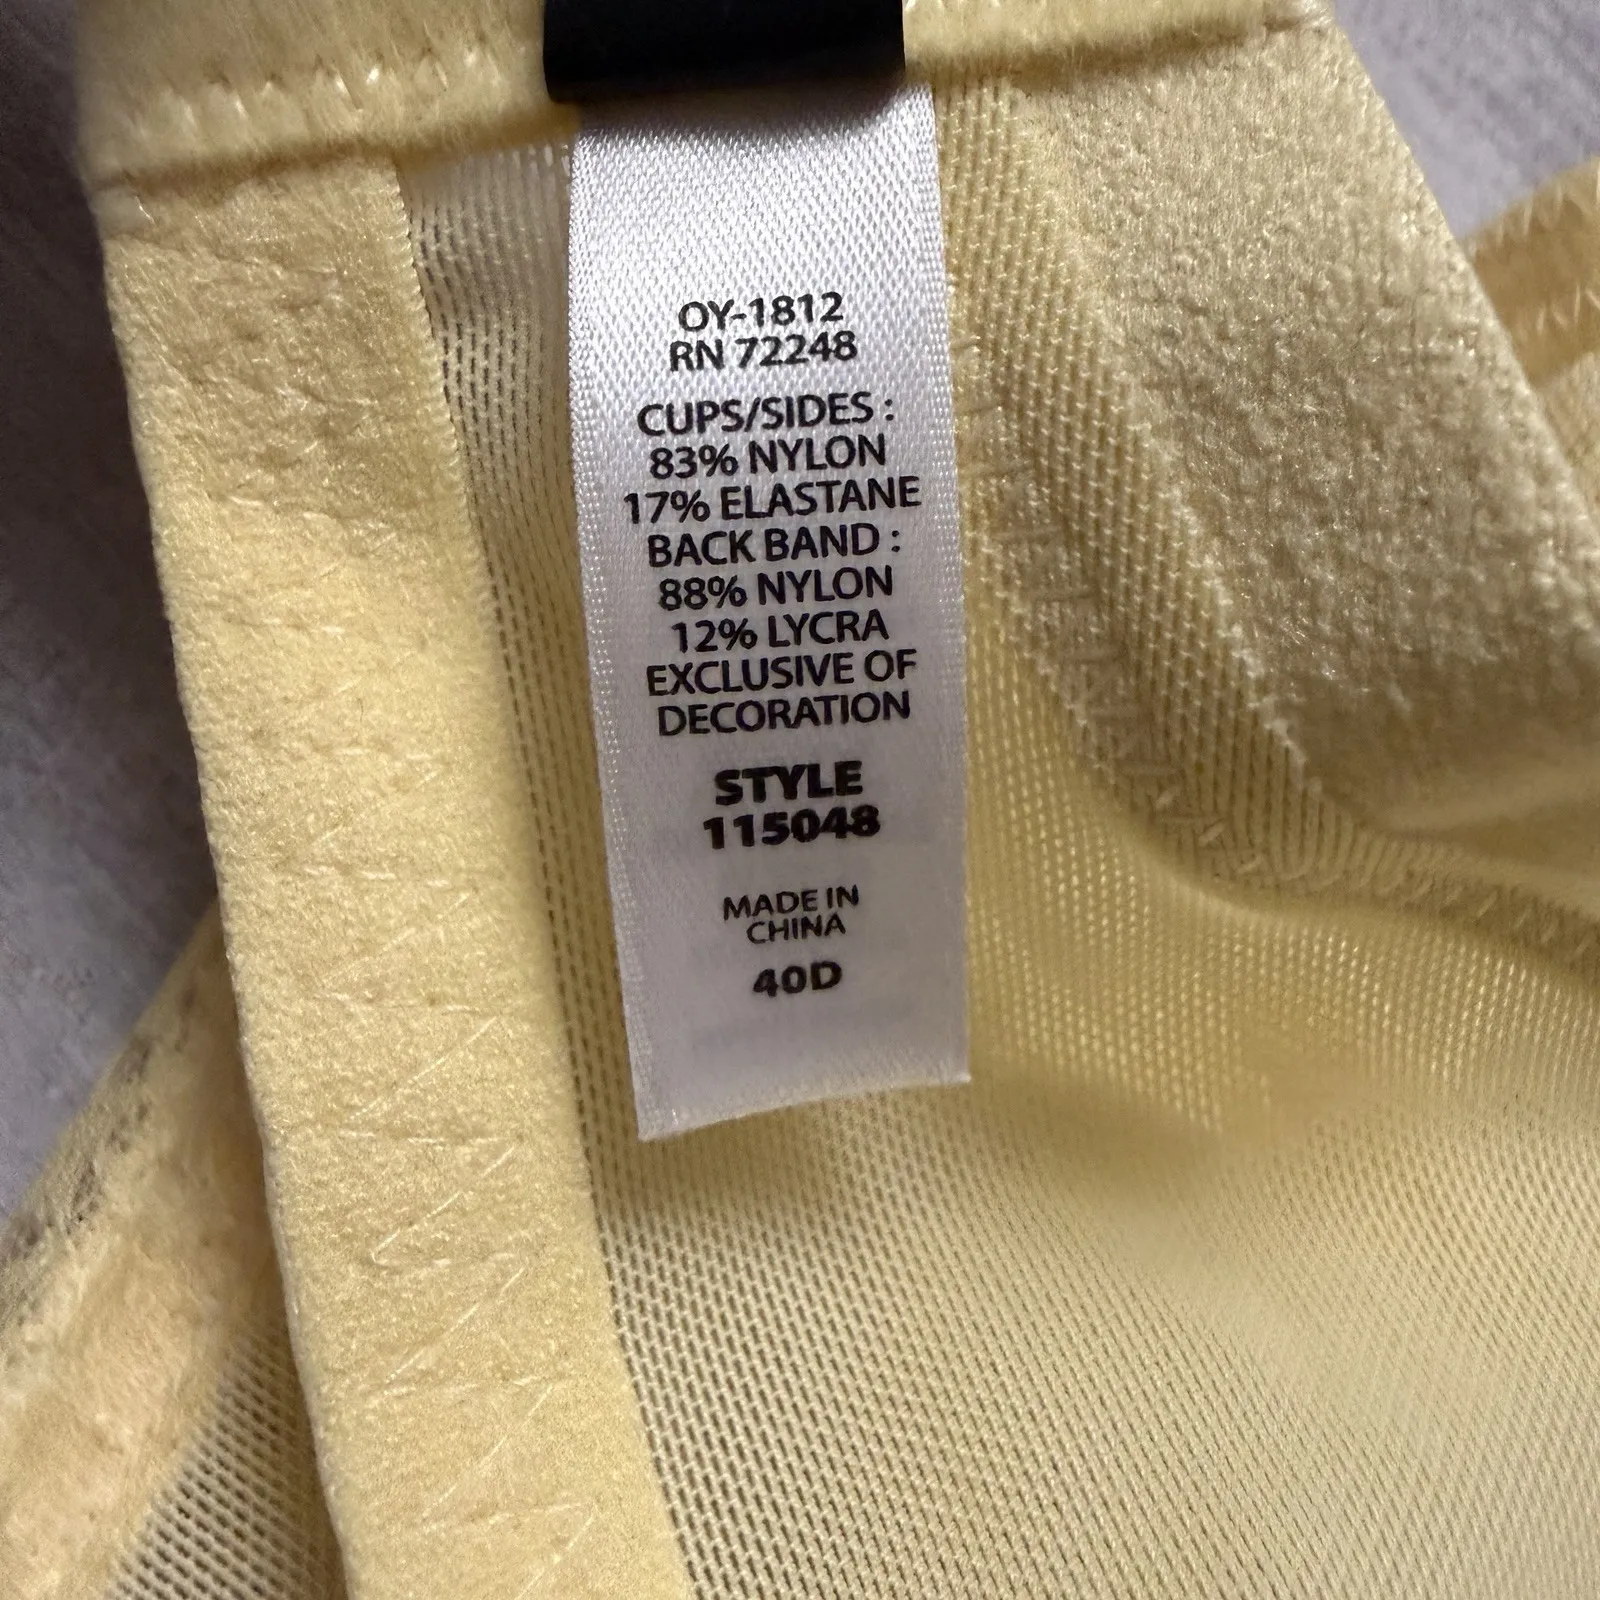 OY-1812
RN 72248
CUPS/SIDES :
83% NYLON
17% ELASTANE
BACK BAND :
88% NYLON
12% LYCRA
EXCLUSIVE OF
DECORATION
STYLE
115048
MADE IN
CHINA
40D